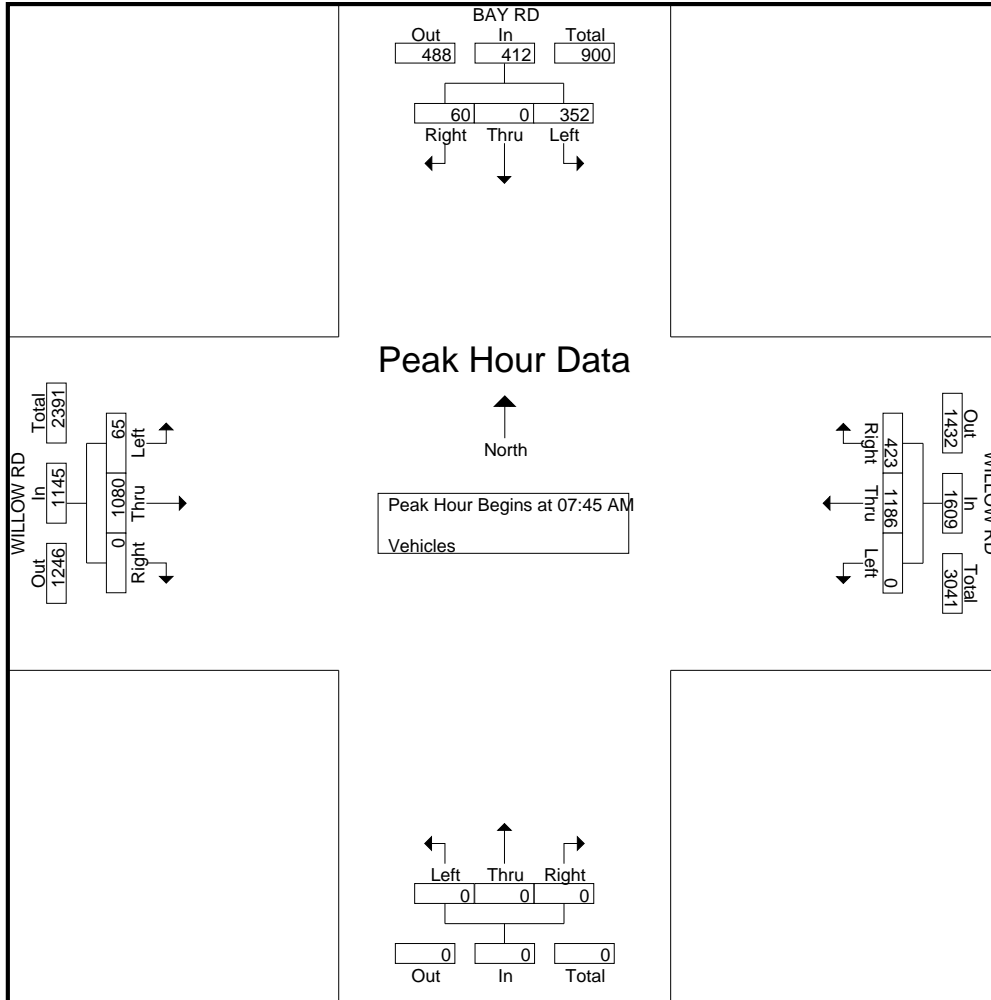 BAY RD
Out In Total
488 412 900
60 0 352
Right Thru Left
Peak Hour Data
North
Peak Hour Begins at 07:45 AM
Vehicles
WILLOW RD
Total In Out
2391 1145 1246
65 1080 0
Left Thru Right
WILLOW RD
Out In Total
1432 1609 3041
423 1186 0
Right Thru Left
Left Thru Right
0 0 0
0 0 0
Out In Total